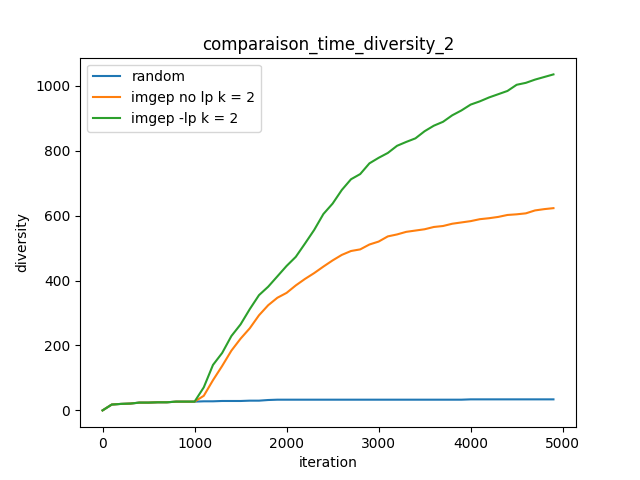 comparaison_time_diversity_2
random
imgep no lp k = 2
imgep -lp k = 2
1000
800
600
400
200
0
diversity
0 1000 2000 3000 4000 5000
iteration